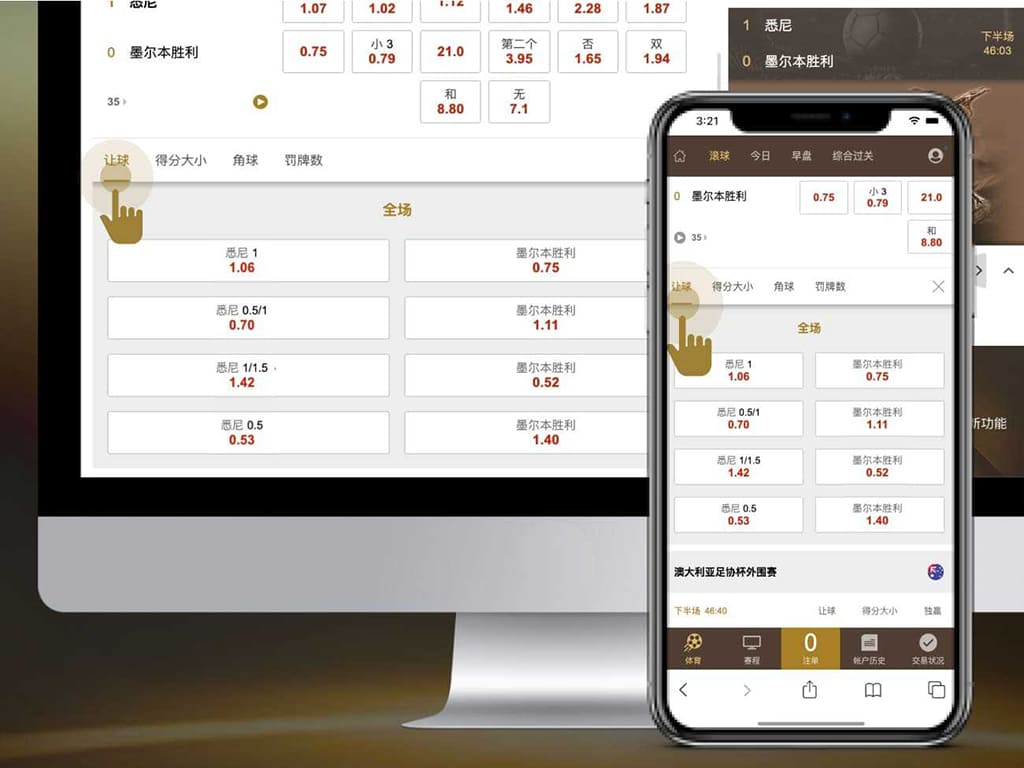 1 悉尼
1.07
1.02
1.12
1.46
2.28
1.87
0 墨尔本胜利
0.75
小 3
0.79
21.0
第二个
3.95
否
1.65
双
1.94
35
和
8.80
无
7.1
让球 得分大小 角球 罚牌数
全场
悉尼 1
1.06
墨尔本胜利
0.75
悉尼 0.5/1
0.70
墨尔本胜利
1.11
悉尼 1/1.5
1.42
墨尔本胜利
0.52
悉尼 0.5
0.53
墨尔本胜利
1.40
1 悉尼
0 墨尔本胜利
下半场
46:03
新功能
3:21
滚球 今日 早盘 综合过关
0 墨尔本胜利
0.75
小 3
0.79
21.0
35
和
8.80
让球 得分大小 角球 罚牌数
全场
悉尼 1
1.06
墨尔本胜利
0.75
悉尼 0.5/1
0.70
墨尔本胜利
1.11
悉尼 1/1.5
1.42
墨尔本胜利
0.52
悉尼 0.5
0.53
墨尔本胜利
1.40
澳大利亚足协杯外围赛
下半场 46:40 让球 得分大小 独赢
0
体育 赛程 注单 帐户历史 交易状况